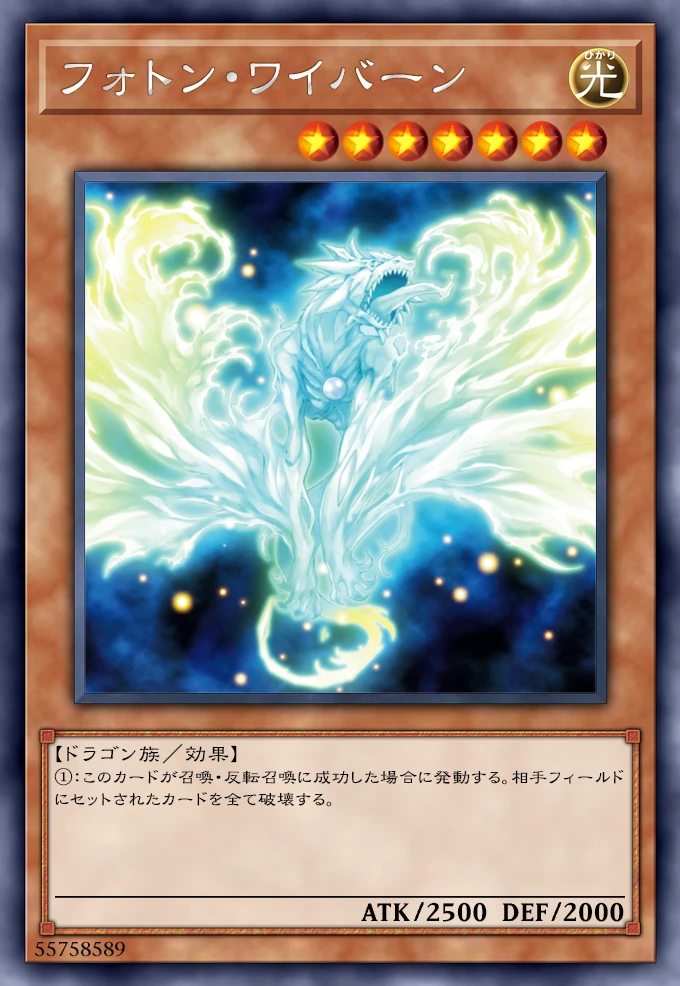 フォトン・ワイバーン
ひかり
光
【ドラゴン族／効果】
①：このカードが召喚・反転召喚に成功した場合に発動する。相手フィールド
にセットされたカードを全て破壊する。
ATK/2500 DEF/2000
55758589